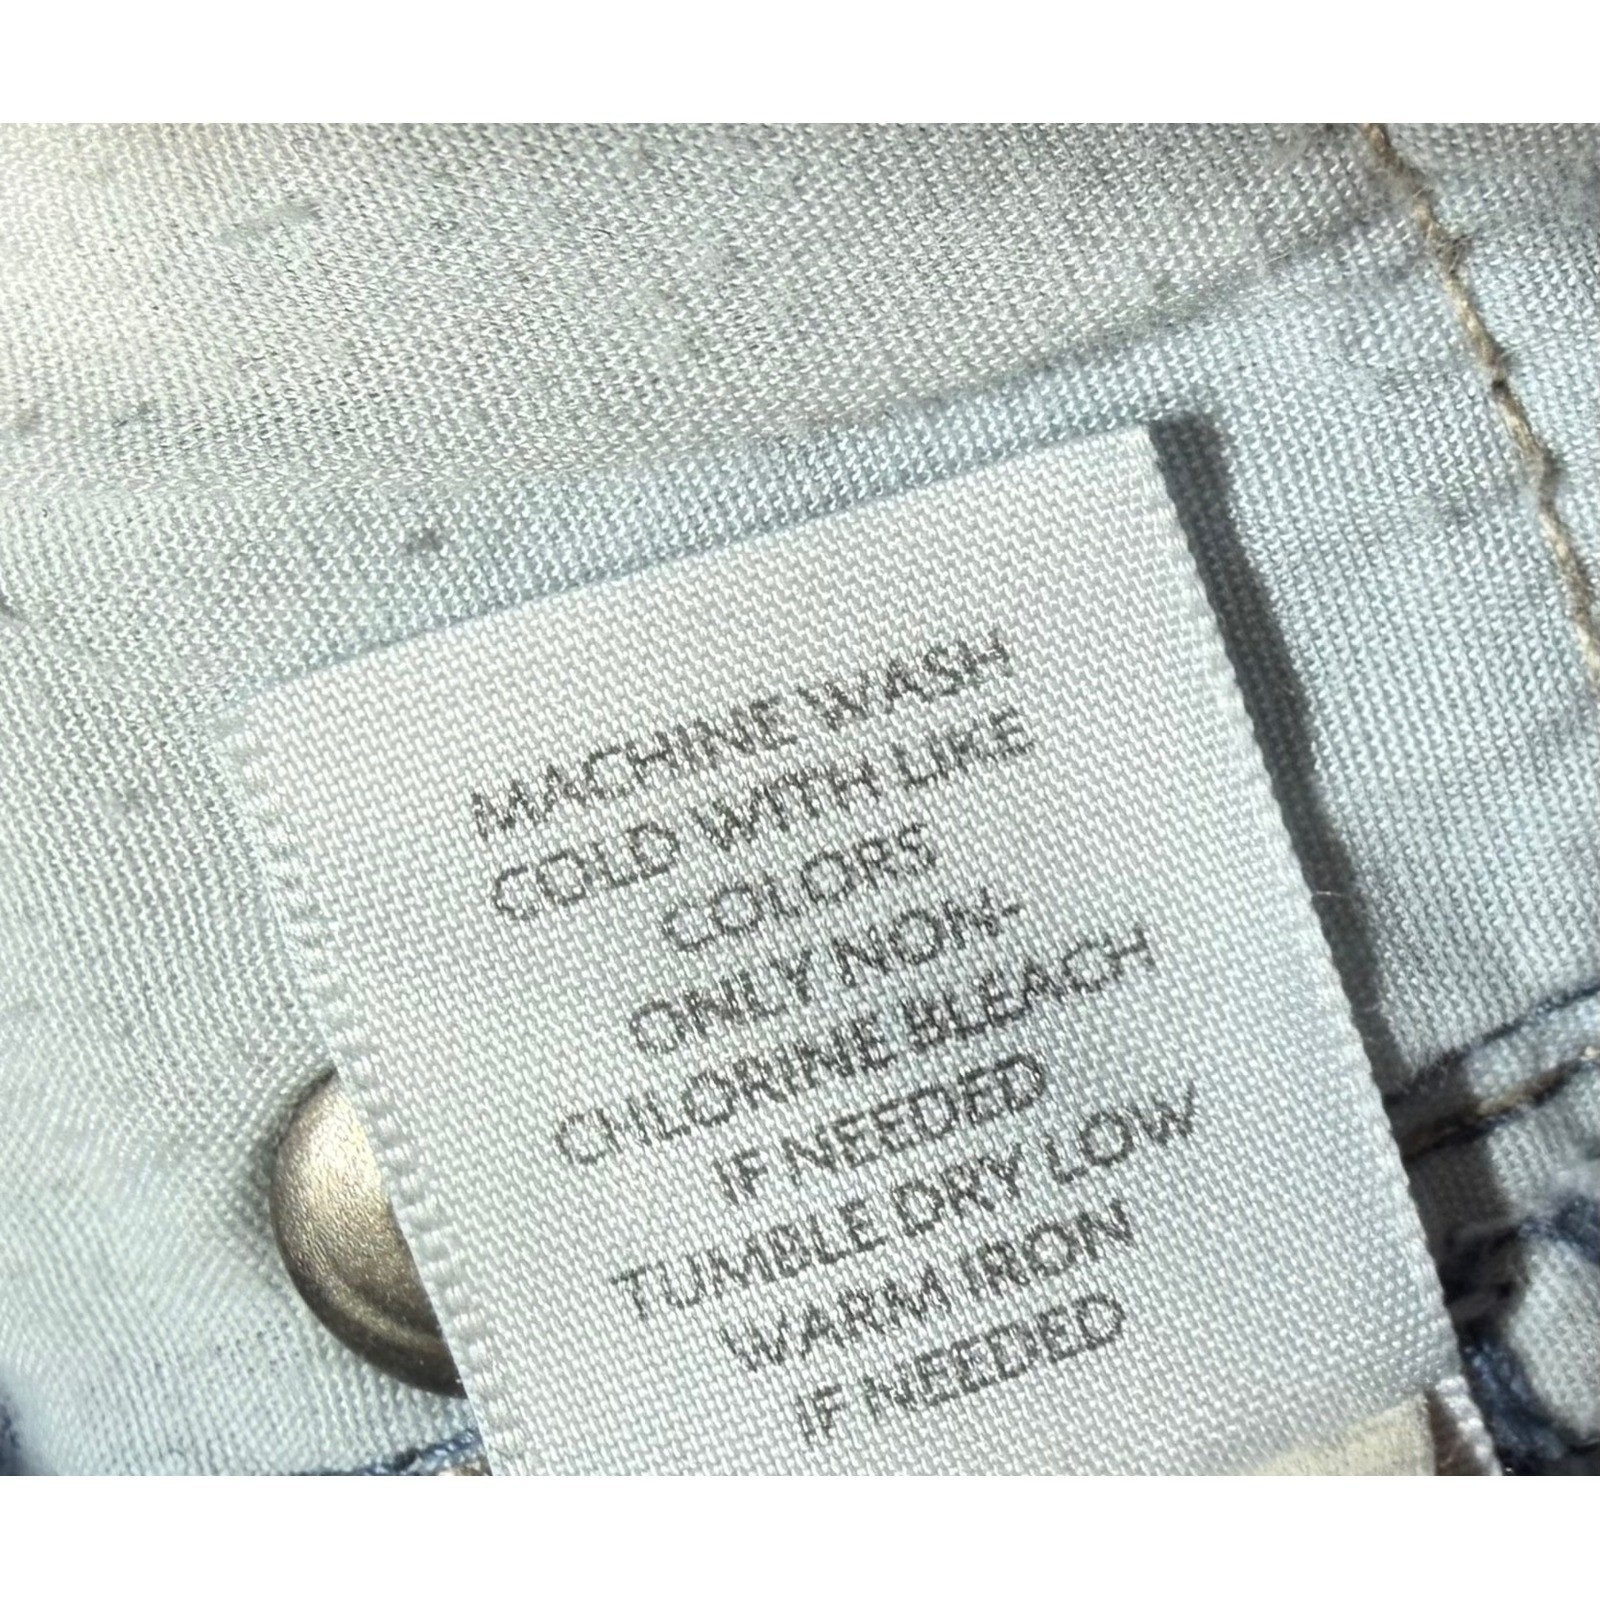 MACHINE WASH
COLD WITH LIKE
COLORS
ONLY NON-
CHLORINE BLEACH
IF NEEDED
TUMBLE DRY LOW
WARM IRON
IF NEEDED